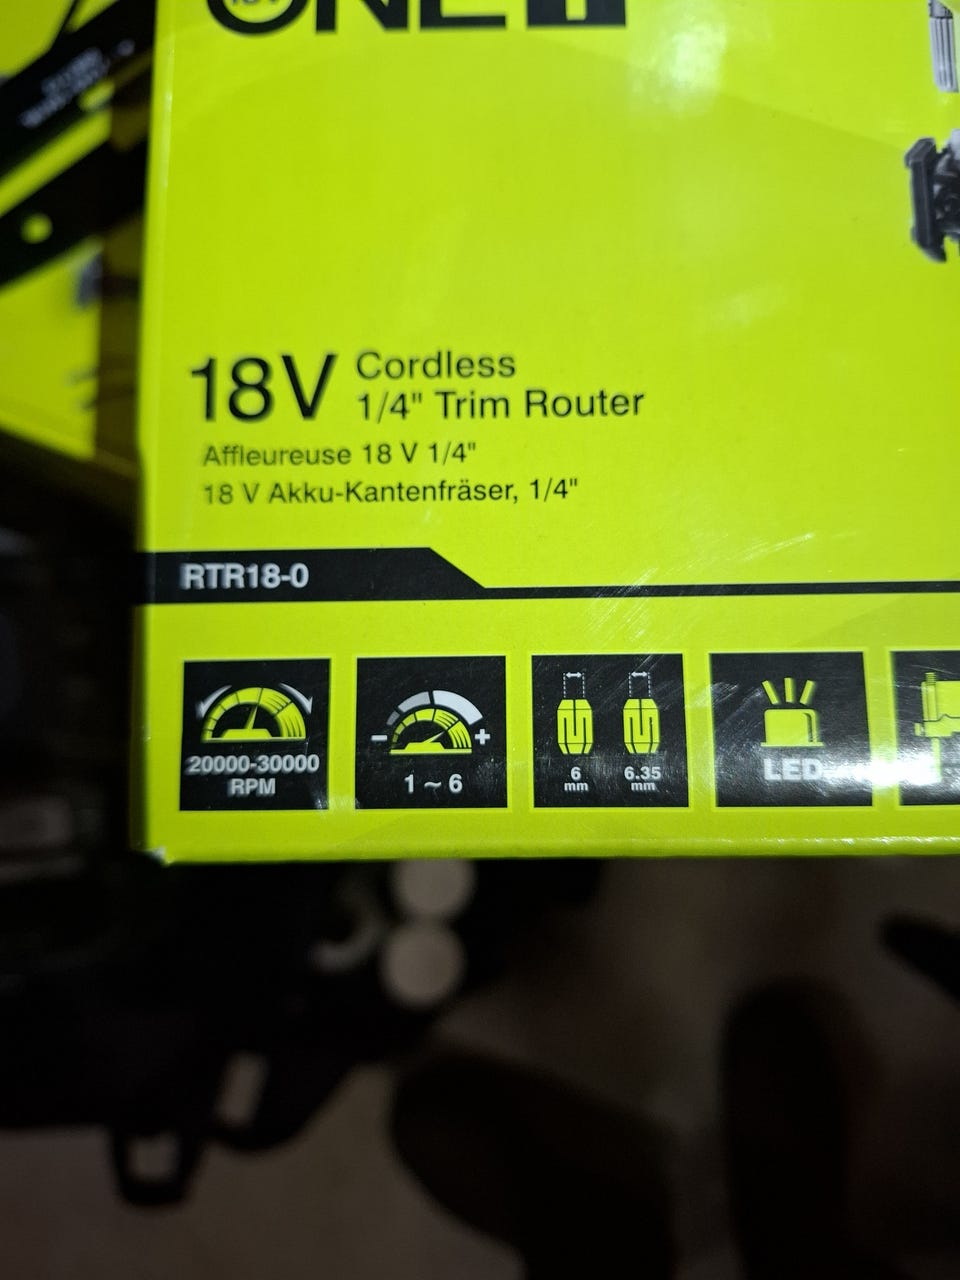 ONE+
18V Cordless
1/4" Trim Router
Affleureuse 18 V 1/4"
18 V Akku-Kantenfräser, 1/4"
RTR18-0
20000-30000
RPM
- +
1 ~ 6
6
mm
6.35
mm
LED